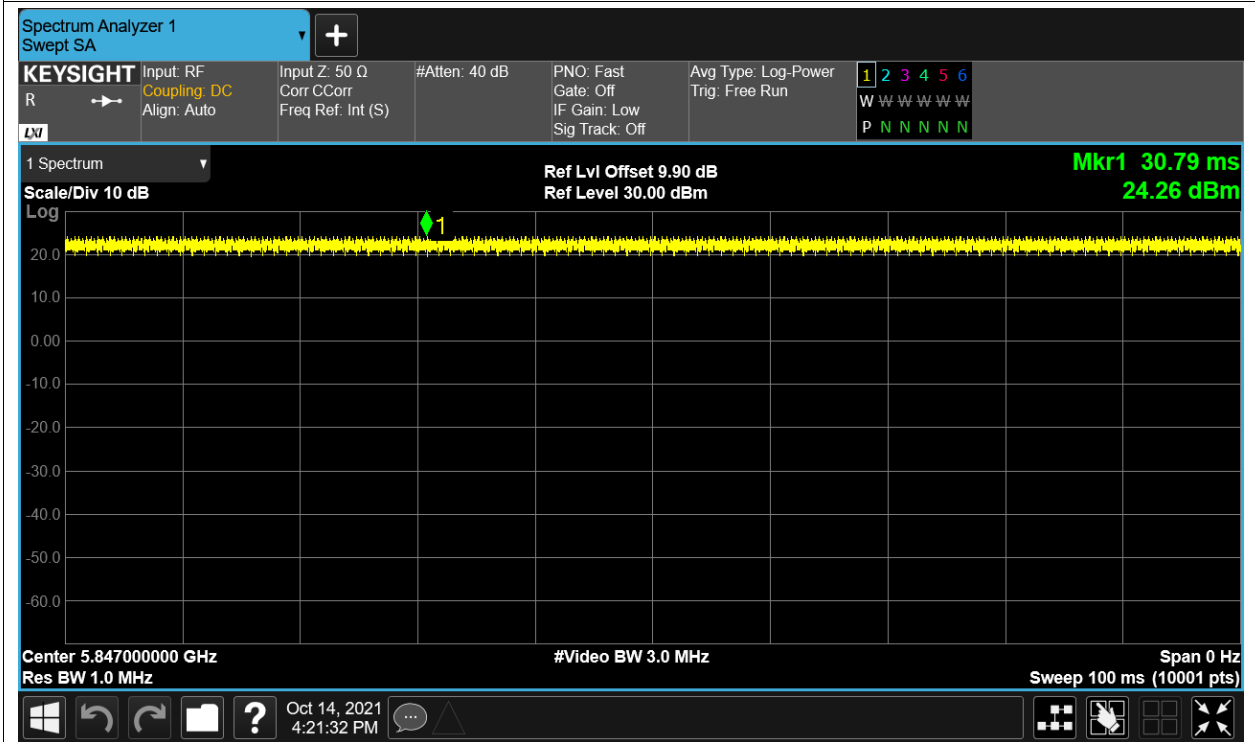 Spectrum Analyzer 1
Swept SA
+
KEYSIGHT
R
LXI
Input: RF
Coupling: DC
Align: Auto
Input Z: 50 Ω
Corr CCorr
Freq Ref: Int (S)
#Atten: 40 dB
PNO: Fast
Gate: Off
IF Gain: Low
Sig Track: Off
Avg Type: Log-Power
Trig: Free Run
1 2 3 4 5 6
W W W W W W
P N N N N N
1 Spectrum
Scale/Div 10 dB
Ref Lvl Offset 9.90 dB
Ref Level 30.00 dBm
Mkr1 30.79 ms
24.26 dBm
Log
1
20.0
10.0
0.00
-10.0
-20.0
-30.0
-40.0
-50.0
-60.0
Center 5.847000000 GHz
Res BW 1.0 MHz
#Video BW 3.0 MHz
Span 0 Hz
Sweep 100 ms (10001 pts)
?
Oct 14, 2021
4:21:32 PM